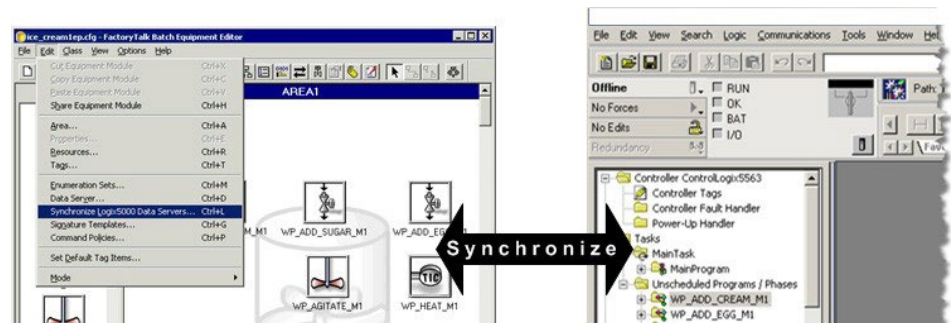 ice_cream1ep.cfg - FactoryTalk Batch Equipment Editor
File Edit Class View Options Help
Cut Equipment Module Ctrl+X
Copy Equipment Module Ctrl+C
Paste Equipment Module Ctrl+V
Share Equipment Module Ctrl+H
Area... Ctrl+A
Properties... Ctrl+E
Resources... Ctrl+R
Tags... Ctrl+T
Enumeration Sets... Ctrl+M
Data Server... Ctrl+D
Synchronize Logix5000 Data Servers... Ctrl+L
Signature Templates... Ctrl+G
Command Policies... Ctrl+P
Set Default Tag Items...
Mode
AREA1
M_M1 WP_ADD_SUGAR_M1 WP_ADD_EG
TIC
WP_AGITATE_M1 WP_HEAT_M1
Synchronize
File Edit View Search Logic Communications Tools Window Hel
Offline RUN
No Forces OK
BAT
No Edits I/O
Redundancy
Path:
Fav
Controller ControlLogix5563
Controller Tags
Controller Fault Handler
Power-Up Handler
Tasks
MainTask
MainProgram
Unscheduled Programs / Phases
WP_ADD_CREAM_M1
WP_ADD_EGG_M1